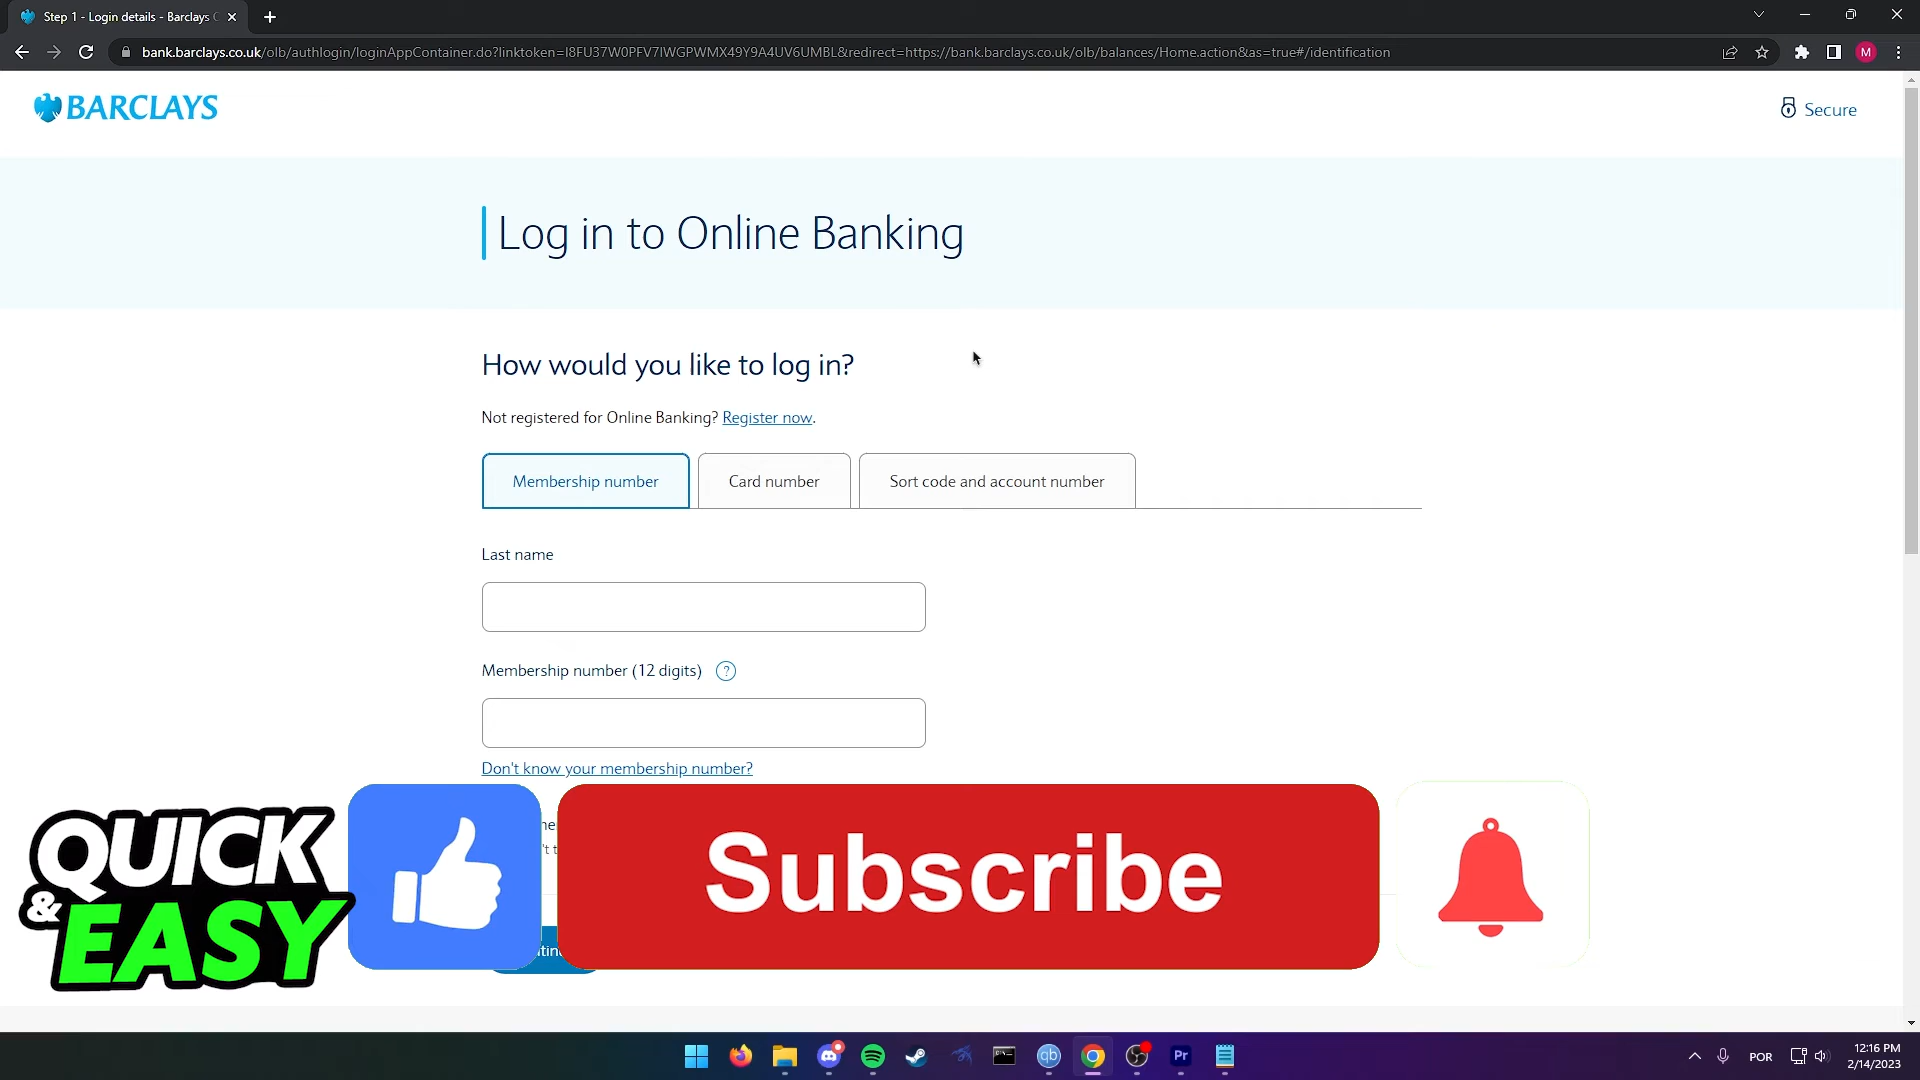 Step 1 - Login details - Barclays
bank.barclays.co.uk/olb/authlogin/loginAppContainer.do?linktoken=I8FU37W0PFV7IWGPWMX49Y9A4UV6UMBL&redirect=https://bank.barclays.co.uk/olb/balances/Home.action&as=true#/identification
M
BARCLAYS
Secure
Log in to Online Banking
How would you like to log in?
Not registered for Online Banking? Register now.
Membership number
Card number
Sort code and account number
Last name
Membership number (12 digits) ?
Don't know your membership number?
QUICK
& EASY
Subscribe
qb
Pr
POR
12:16 PM
2/14/2023